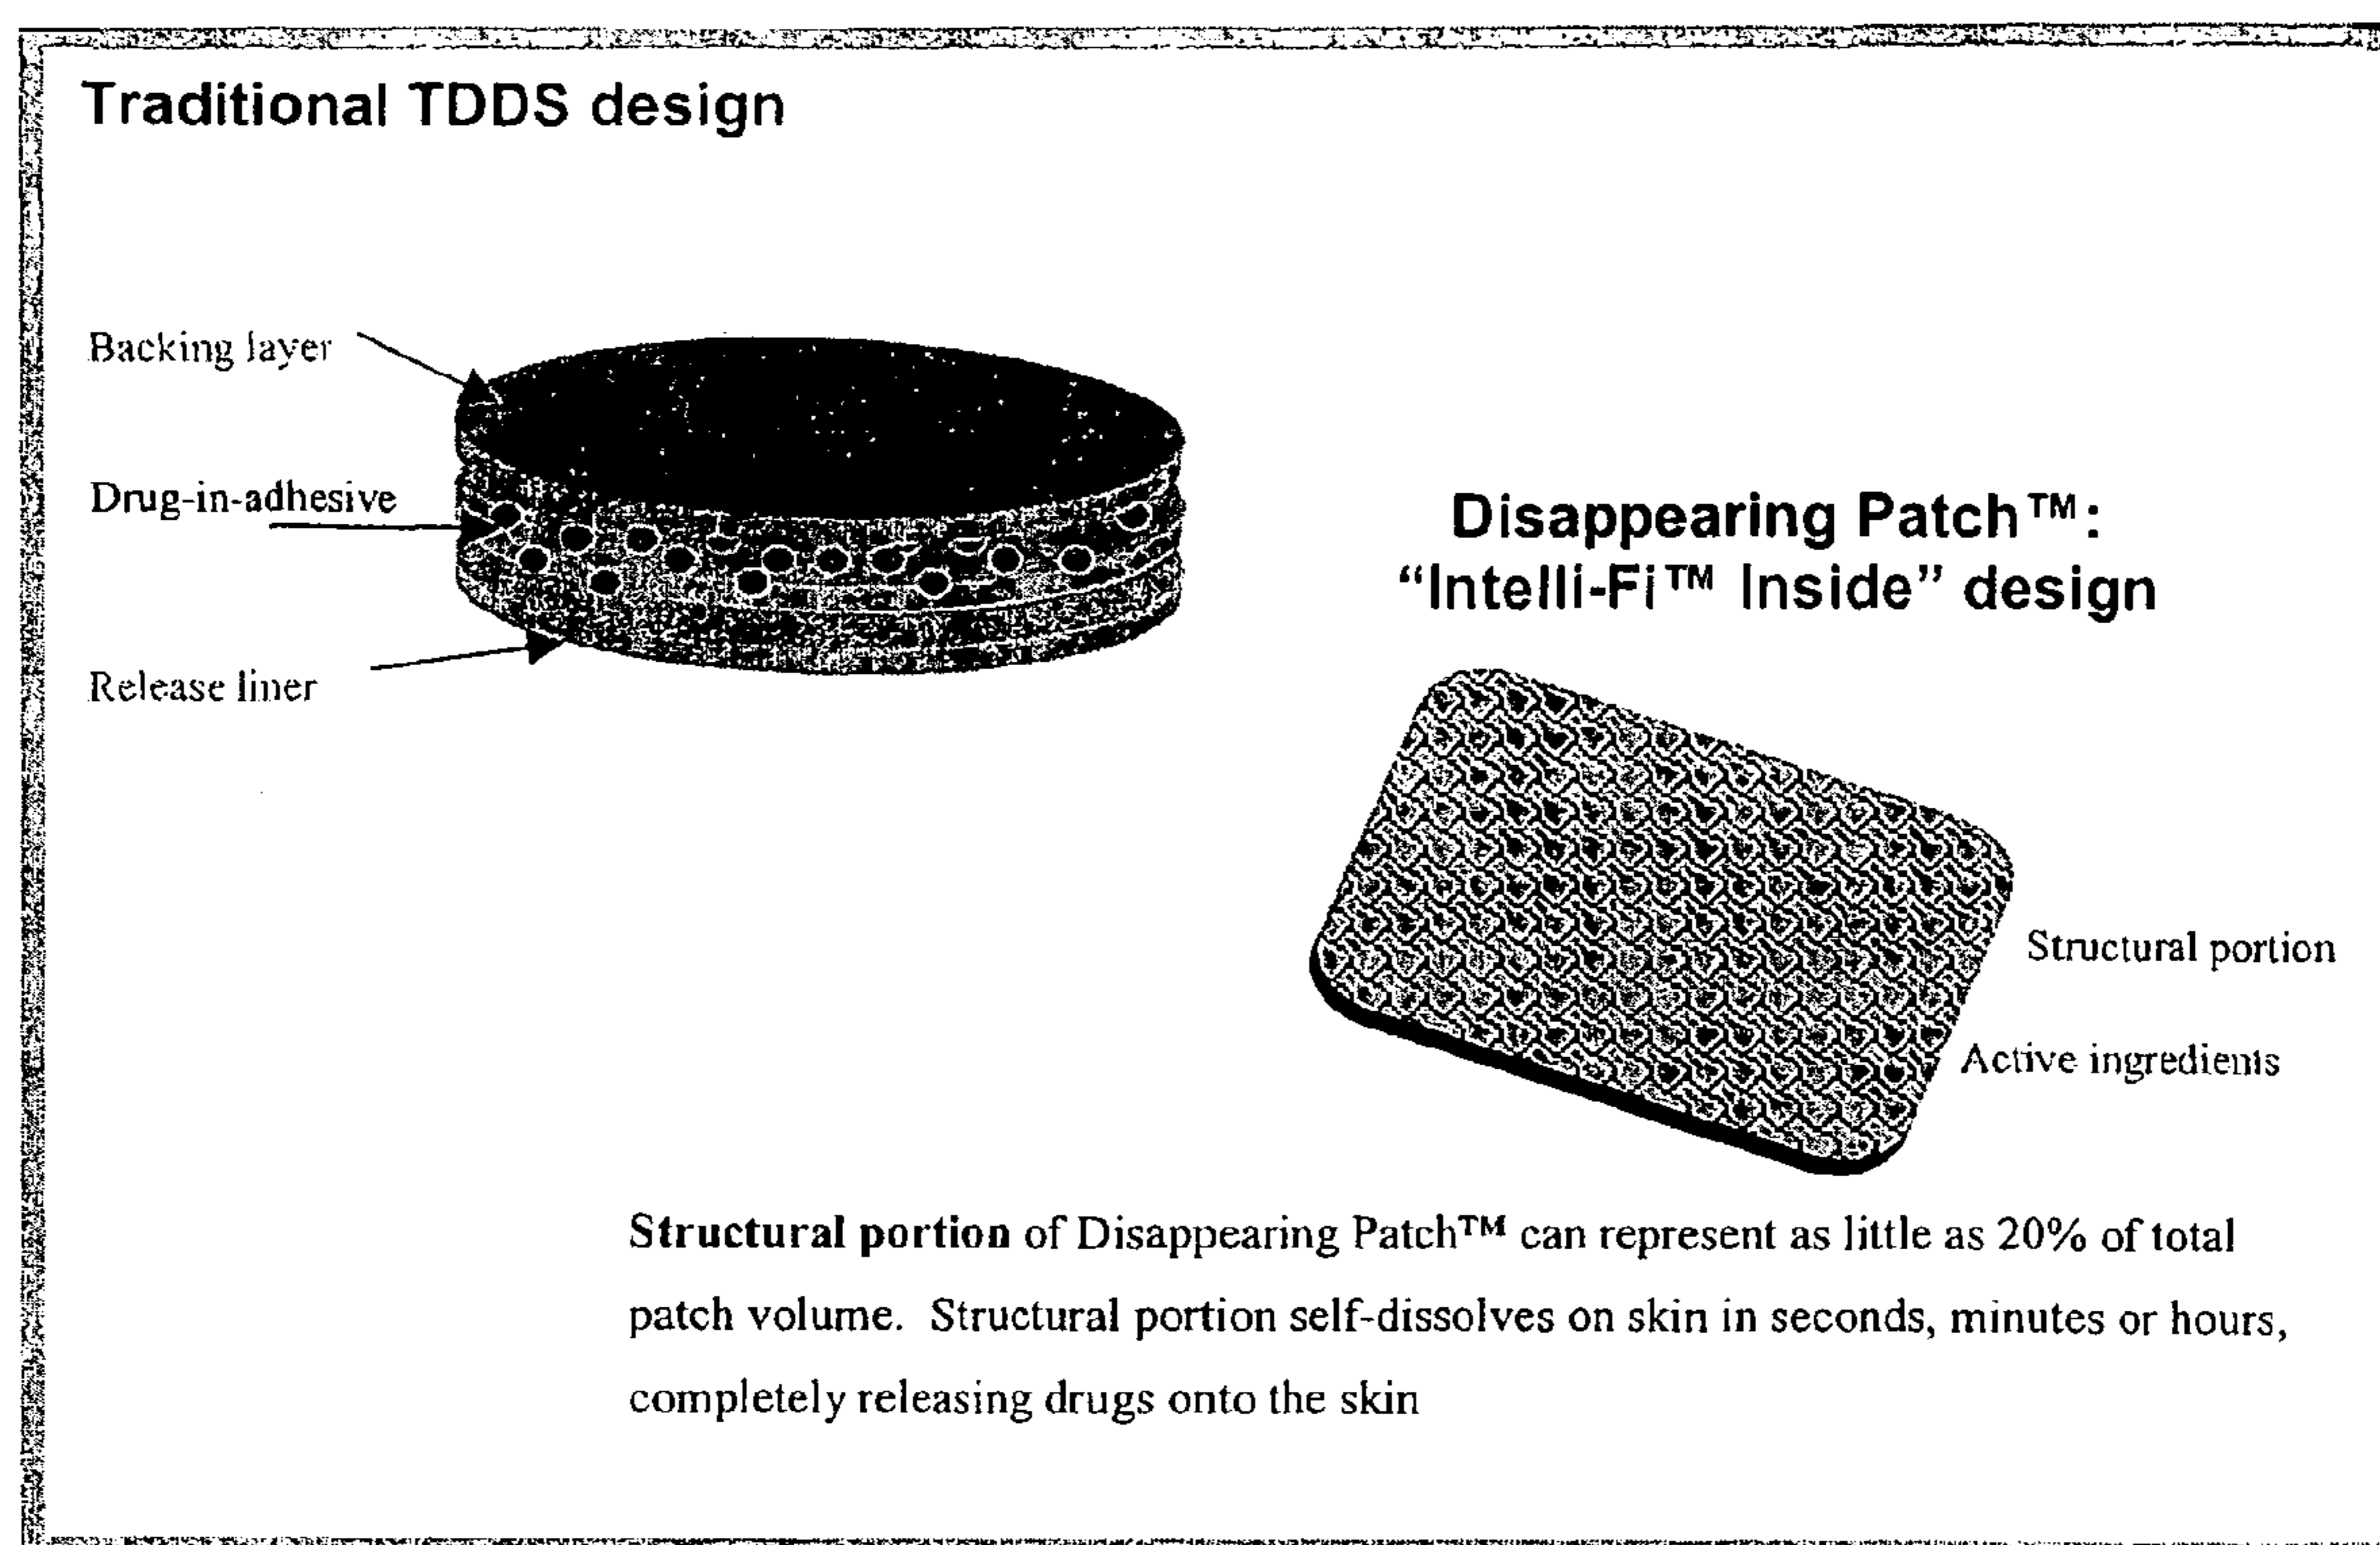 Traditional TDDS design
Backing layer
Drug-in-adhesive
Release liner
Disappearing Patch™:
“Intelli-Fi™ Inside” design
Structural portion
Active ingredients
Structural portion of Disappearing Patch™ can represent as little as 20% of total
patch volume. Structural portion self-dissolves on skin in seconds, minutes or hours,
completely releasing drugs onto the skin